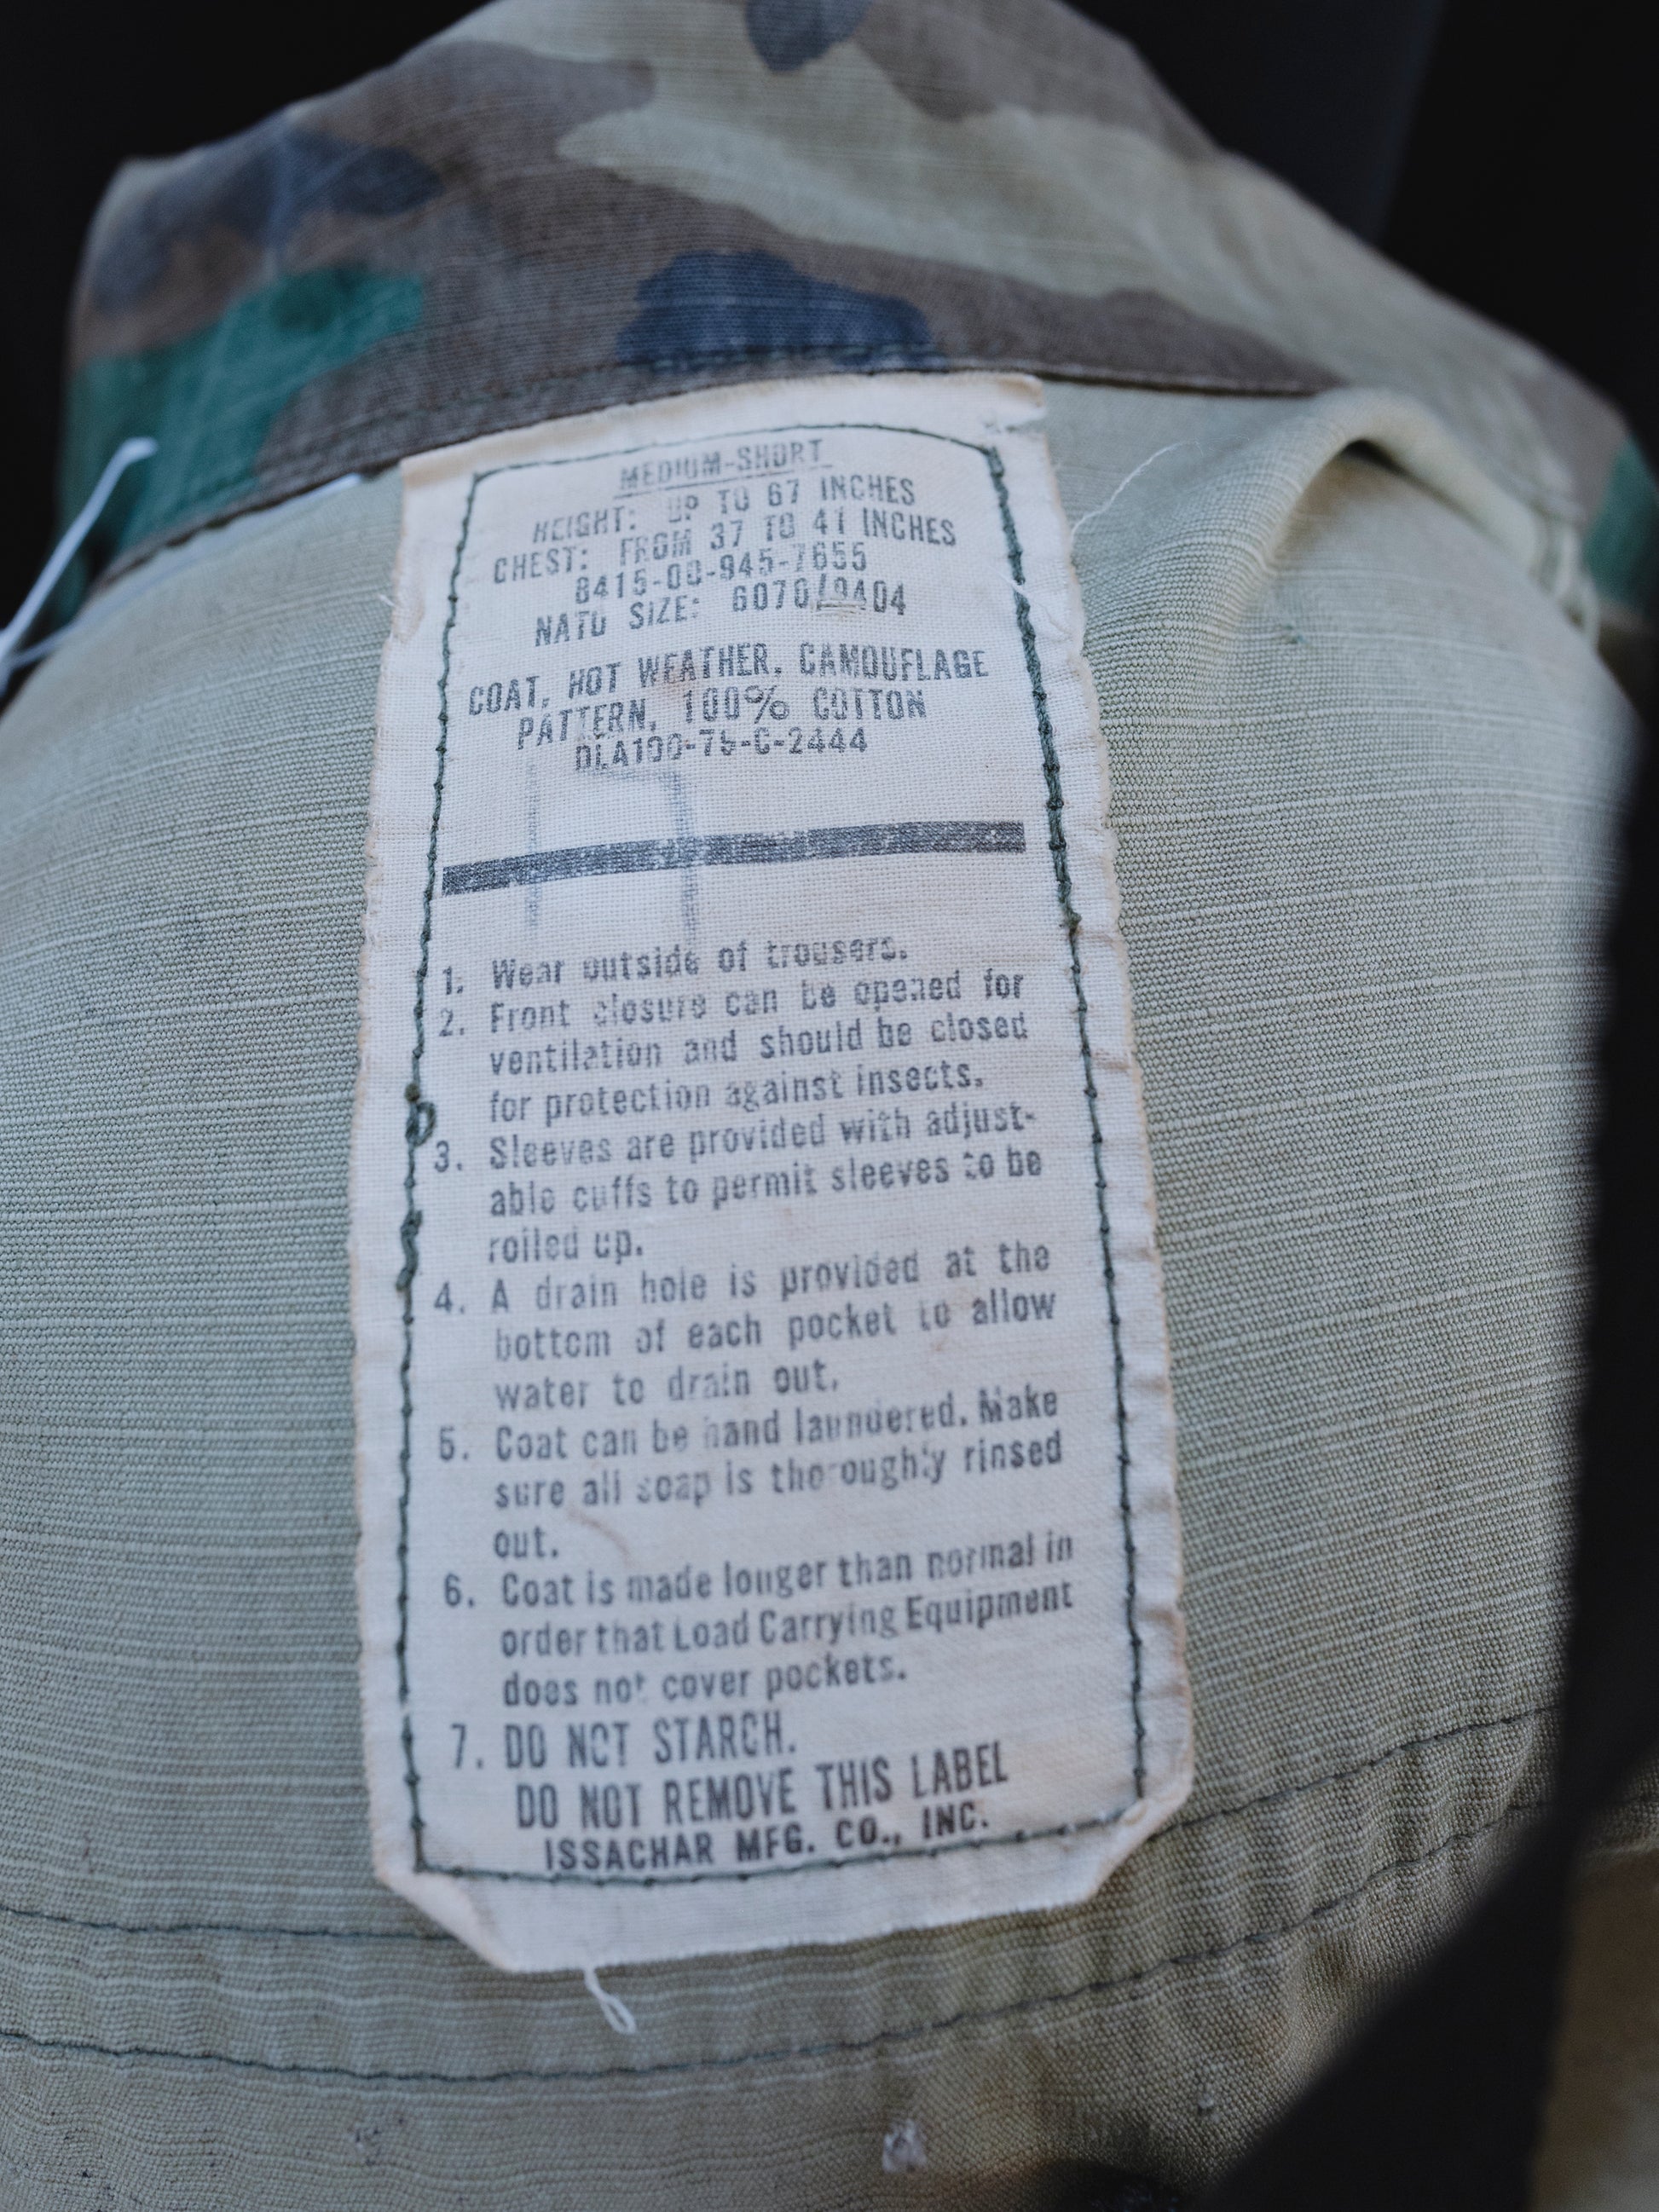 MEDIUM-SHORT
HEIGHT: UP TO 67 INCHES
CHEST: FROM 37 TO 41 INCHES
8415-00-945-7655
NATO SIZE: 6070/9404
COAT, HOT WEATHER, CAMOUFLAGE
PATTERN, 100% COTTON
DLA100-75-C-2444
1. Wear outside of trousers.
2. Front closure can be opened for
ventilation and should be closed
for protection against insects.
3. Sleeves are provided with adjust-
able cuffs to permit sleeves to be
rolled up.
4. A drain hole is provided at the
bottom of each pocket to allow
water to drain out.
5. Coat can be hand laundered. Make
sure all soap is thoroughly rinsed
out.
6. Coat is made longer than normal in
order that Load Carrying Equipment
does not cover pockets.
7. DO NOT STARCH.
DO NOT REMOVE THIS LABEL
ISSACHAR MFG. CO., INC.